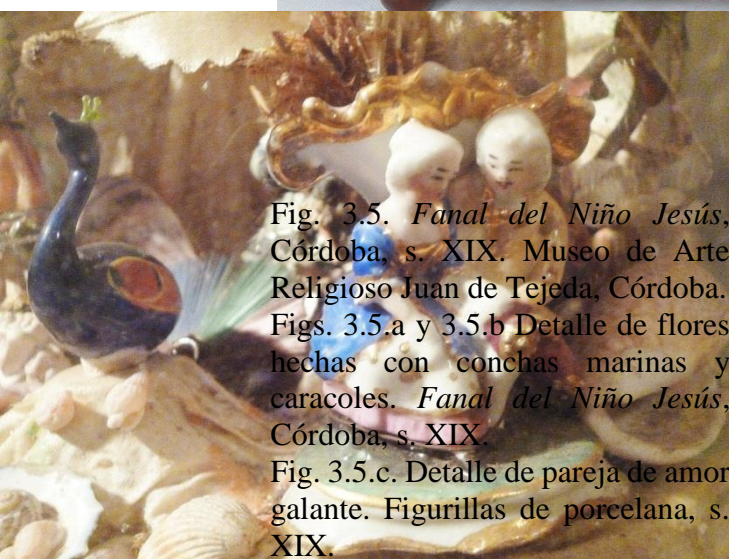 Fig. 3.5. Fanal del Niño Jesús,
Córdoba, s. XIX. Museo de Arte
Religioso Juan de Tejeda, Córdoba.
Figs. 3.5.a y 3.5.b Detalle de flores
hechas con conchas marinas y
caracoles. Fanal del Niño Jesús,
Córdoba, s. XIX.
Fig. 3.5.c. Detalle de pareja de amor
galante. Figurillas de porcelana, s.
XIX.